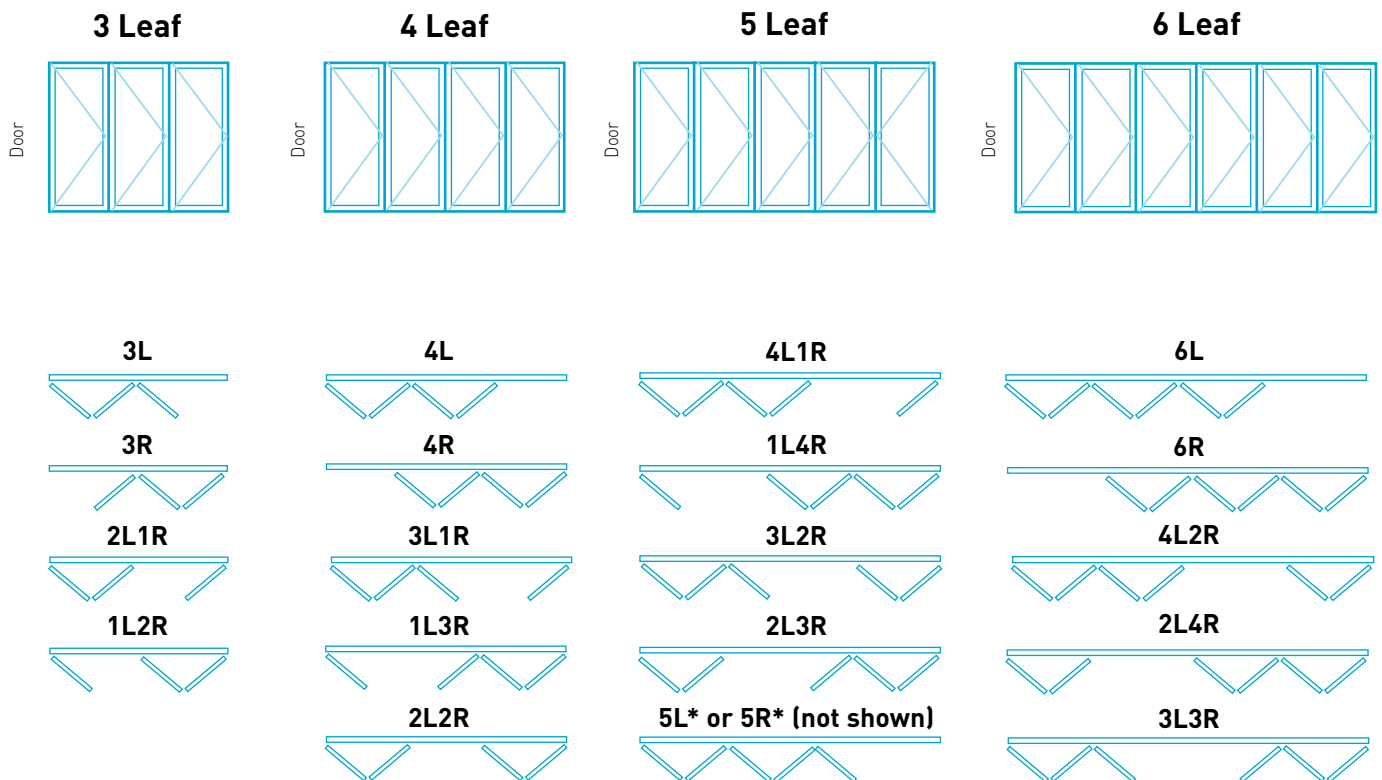 3 Leaf
4 Leaf
5 Leaf
6 Leaf
Door
Door
Door
Door
3L
4L
4L1R
6L
3R
4R
1L4R
6R
2L1R
3L1R
3L2R
4L2R
1L2R
1L3R
2L3R
2L4R
2L2R
5L* or 5R* (not shown)
3L3R